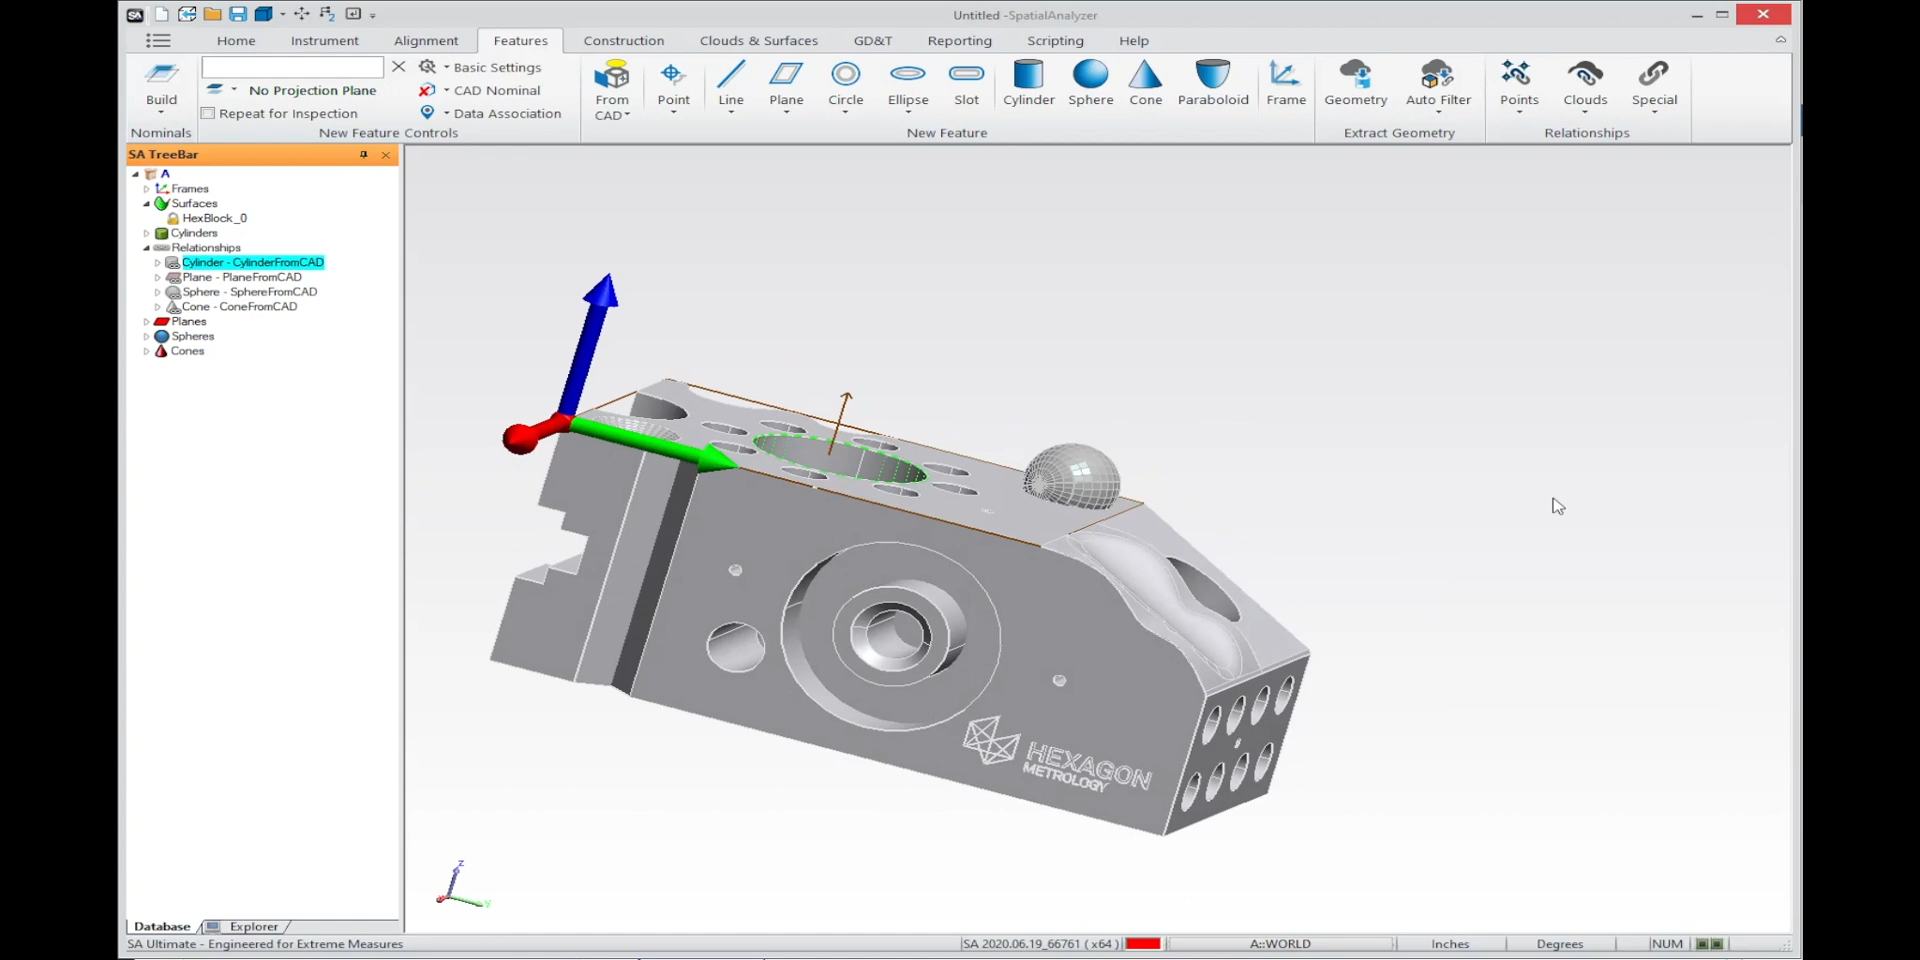 SA
Untitled -SpatialAnalyzer
Home Instrument Alignment Features Construction Clouds & Surfaces GD&T Reporting Scripting Help
Build
Nominals
No Projection Plane
Repeat for Inspection
Basic Settings
CAD Nominal
Data Association
New Feature Controls
From CAD Point Line Plane Circle Ellipse Slot Cylinder Sphere Cone Paraboloid Frame
New Feature
Geometry Auto Filter
Extract Geometry
Points Clouds Special
Relationships
SA TreeBar
A
Frames
Surfaces
HexBlock_0
Cylinders
Relationships
Cylinder - CylinderFromCAD
Plane - PlaneFromCAD
Sphere - SphereFromCAD
Cone - ConeFromCAD
Planes
Spheres
Cones
HEXAGON
METROLOGY
z
y
Database Explorer
SA Ultimate - Engineered for Extreme Measures
SA 2020.06.19_66761 ( x64 ) A::WORLD Inches Degrees NUM